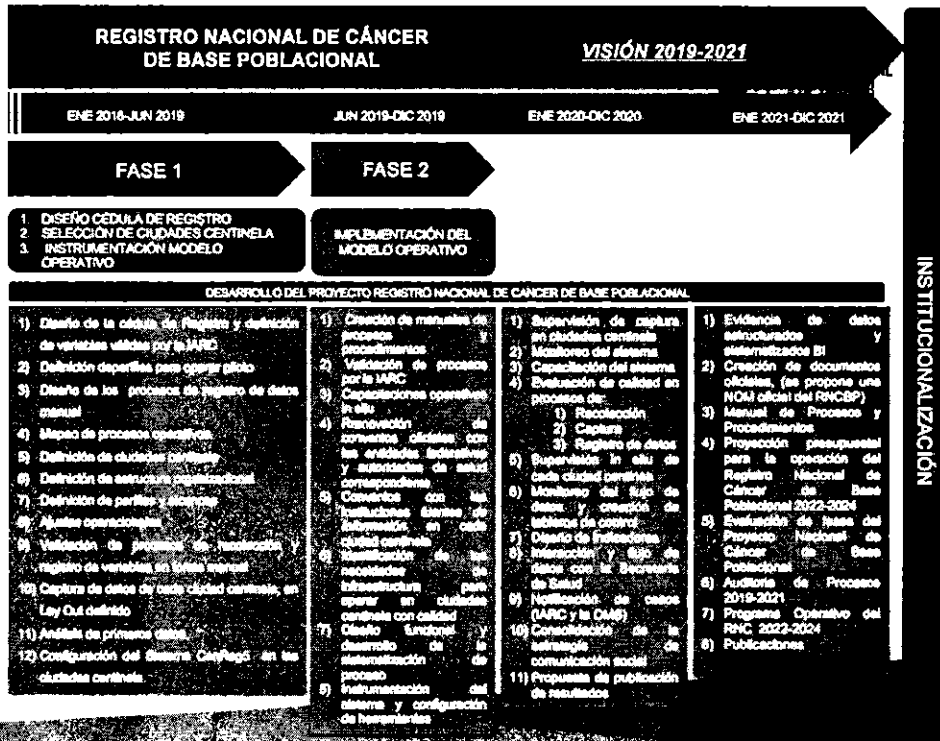 REGISTRO NACIONAL DE CÁNCER
DE BASE POBLACIONAL
VISIÓN 2019-2021
ENE 2018-JUN 2019
JUN 2019-DIC 2019
ENE 2020-DIC 2020
ENE 2021-DIC 2021
FASE 1
FASE 2
1. DISEÑO CÉDULA DE REGISTRO
2. SELECCIÓN DE CIUDADES CENTINELA
3. INSTRUMENTACIÓN MODELO
OPERATIVO
IMPLEMENTACIÓN DEL
MODELO OPERATIVO
DESARROLLO DEL PROYECTO REGISTRO NACIONAL DE CANCER DE BASE POBLACIONAL
1) Diseño de la cédula de Registro y definición
de variables válidas por la IARC
2) Definición deperfiles para operar piloto
3) Diseño de los procesos de registro de datos
manual
4) Mapeo de procesos operativos
5) Definición de ciudades centinela
6) Definición de estructura organizacional
7) Definición de perfiles y alcances
8) Ajustes operacionales
9) Validación de procesos de recolección y
registro de variables en forma manual
10) Captura de datos de cada ciudad centinela, en
Lay Out definido
11) Análisis de primeros datos
12) Configuración del Sistema CanReg5 en las
ciudades centinela
1) Creación de manuales de
procesos y
procedimientos
2) Validación de procesos
por la IARC
3) Capacitaciones operativas
in situ
4) Renovación de
convenios oficiales con
las entidades federativas
y autoridades de salud
correspondiente
5) Convenios con las
Instituciones fuentes de
información en cada
ciudad centinela
6) Identificación de las
necesidades de
infraestructura para
operar en ciudades
centinela con calidad
7) Diseño funcional y
desarrollo de la
sistematización de
proceso
8) Instrumentación del
sistema y configuración
de herramientas
1) Supervisión de captura
en ciudades centinela
2) Monitoreo del sistema
3) Capacitación del sistema
4) Evaluación de calidad en
procesos de:
1) Recolección
2) Captura
3) Registro de datos
5) Supervisión in situ de
cada ciudad centinela
6) Monitoreo del flujo de
datos y creación de
tableros de control
7) Diseño de Indicadores
8) Interacción y flujo de
datos con la Secretaría
de Salud
9) Notificación de casos
(IARC y la OMS)
10) Consolidación de la
estrategia de
comunicación social
11) Propuesta de publicación
de resultados
1) Evidencia de datos
estructurados y
sistematizados BI
2) Creación de documentos
oficiales, (se propone una
NOM oficial del RNCBP)
3) Manual de Procesos y
Procedimientos
4) Proyección presupuestal
para la operación del
Registro Nacional de
Cáncer de Base
Poblacional 2022-2024
5) Evaluación de fases del
Proyecto Nacional de
Cáncer de Base
Poblacional
6) Auditoria de Procesos
2019-2021
7) Programa Operativo del
RNC 2022-2024
8) Publicaciones
INSTITUCIONALIZACIÓN